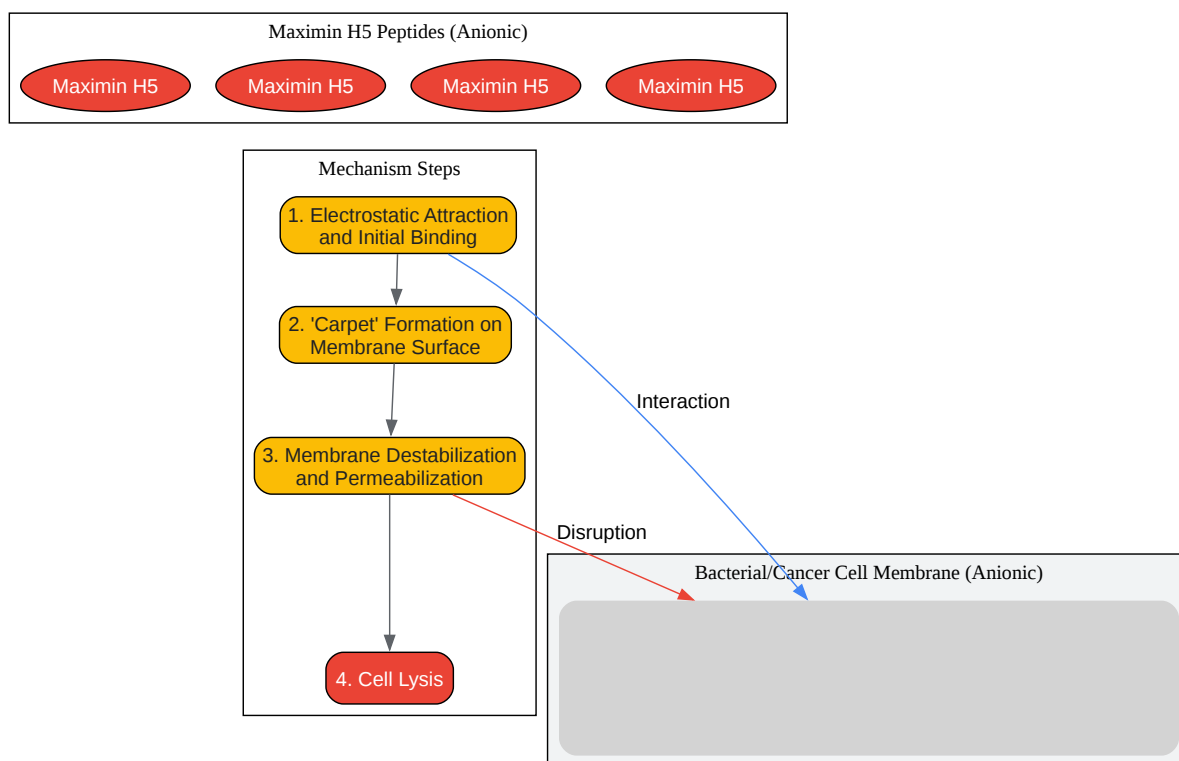 Maximin H5 Peptides (Anionic)
Maximin H5
Maximin H5
Maximin H5
Maximin H5
Mechanism Steps
1. Electrostatic Attraction
and Initial Binding
2. 'Carpet' Formation on
Membrane Surface
Interaction
3. Membrane Destabilization
and Permeabilization
Disruption
Bacterial/Cancer Cell Membrane (Anionic)
4. Cell Lysis